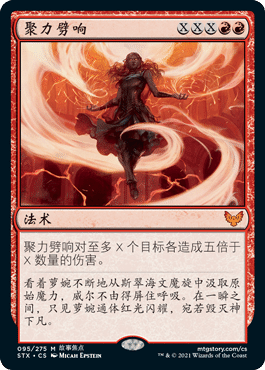 聚力劈响 XXXRR
法术
聚力劈响对至多X个目标各造成五倍于
X数量的伤害。
看着萝婉不断地从斯翠海文魔旋中汲取原
始魔力，威尔不由得屏住呼吸。在一瞬之
间，只见萝婉通体红光闪耀，宛若毁灭神
下凡。
095/275 M 故事焦点
STX • CS MICAH EPSTEIN
mtgstory.com/cs
™ & © 2021 Wizards of the Coast